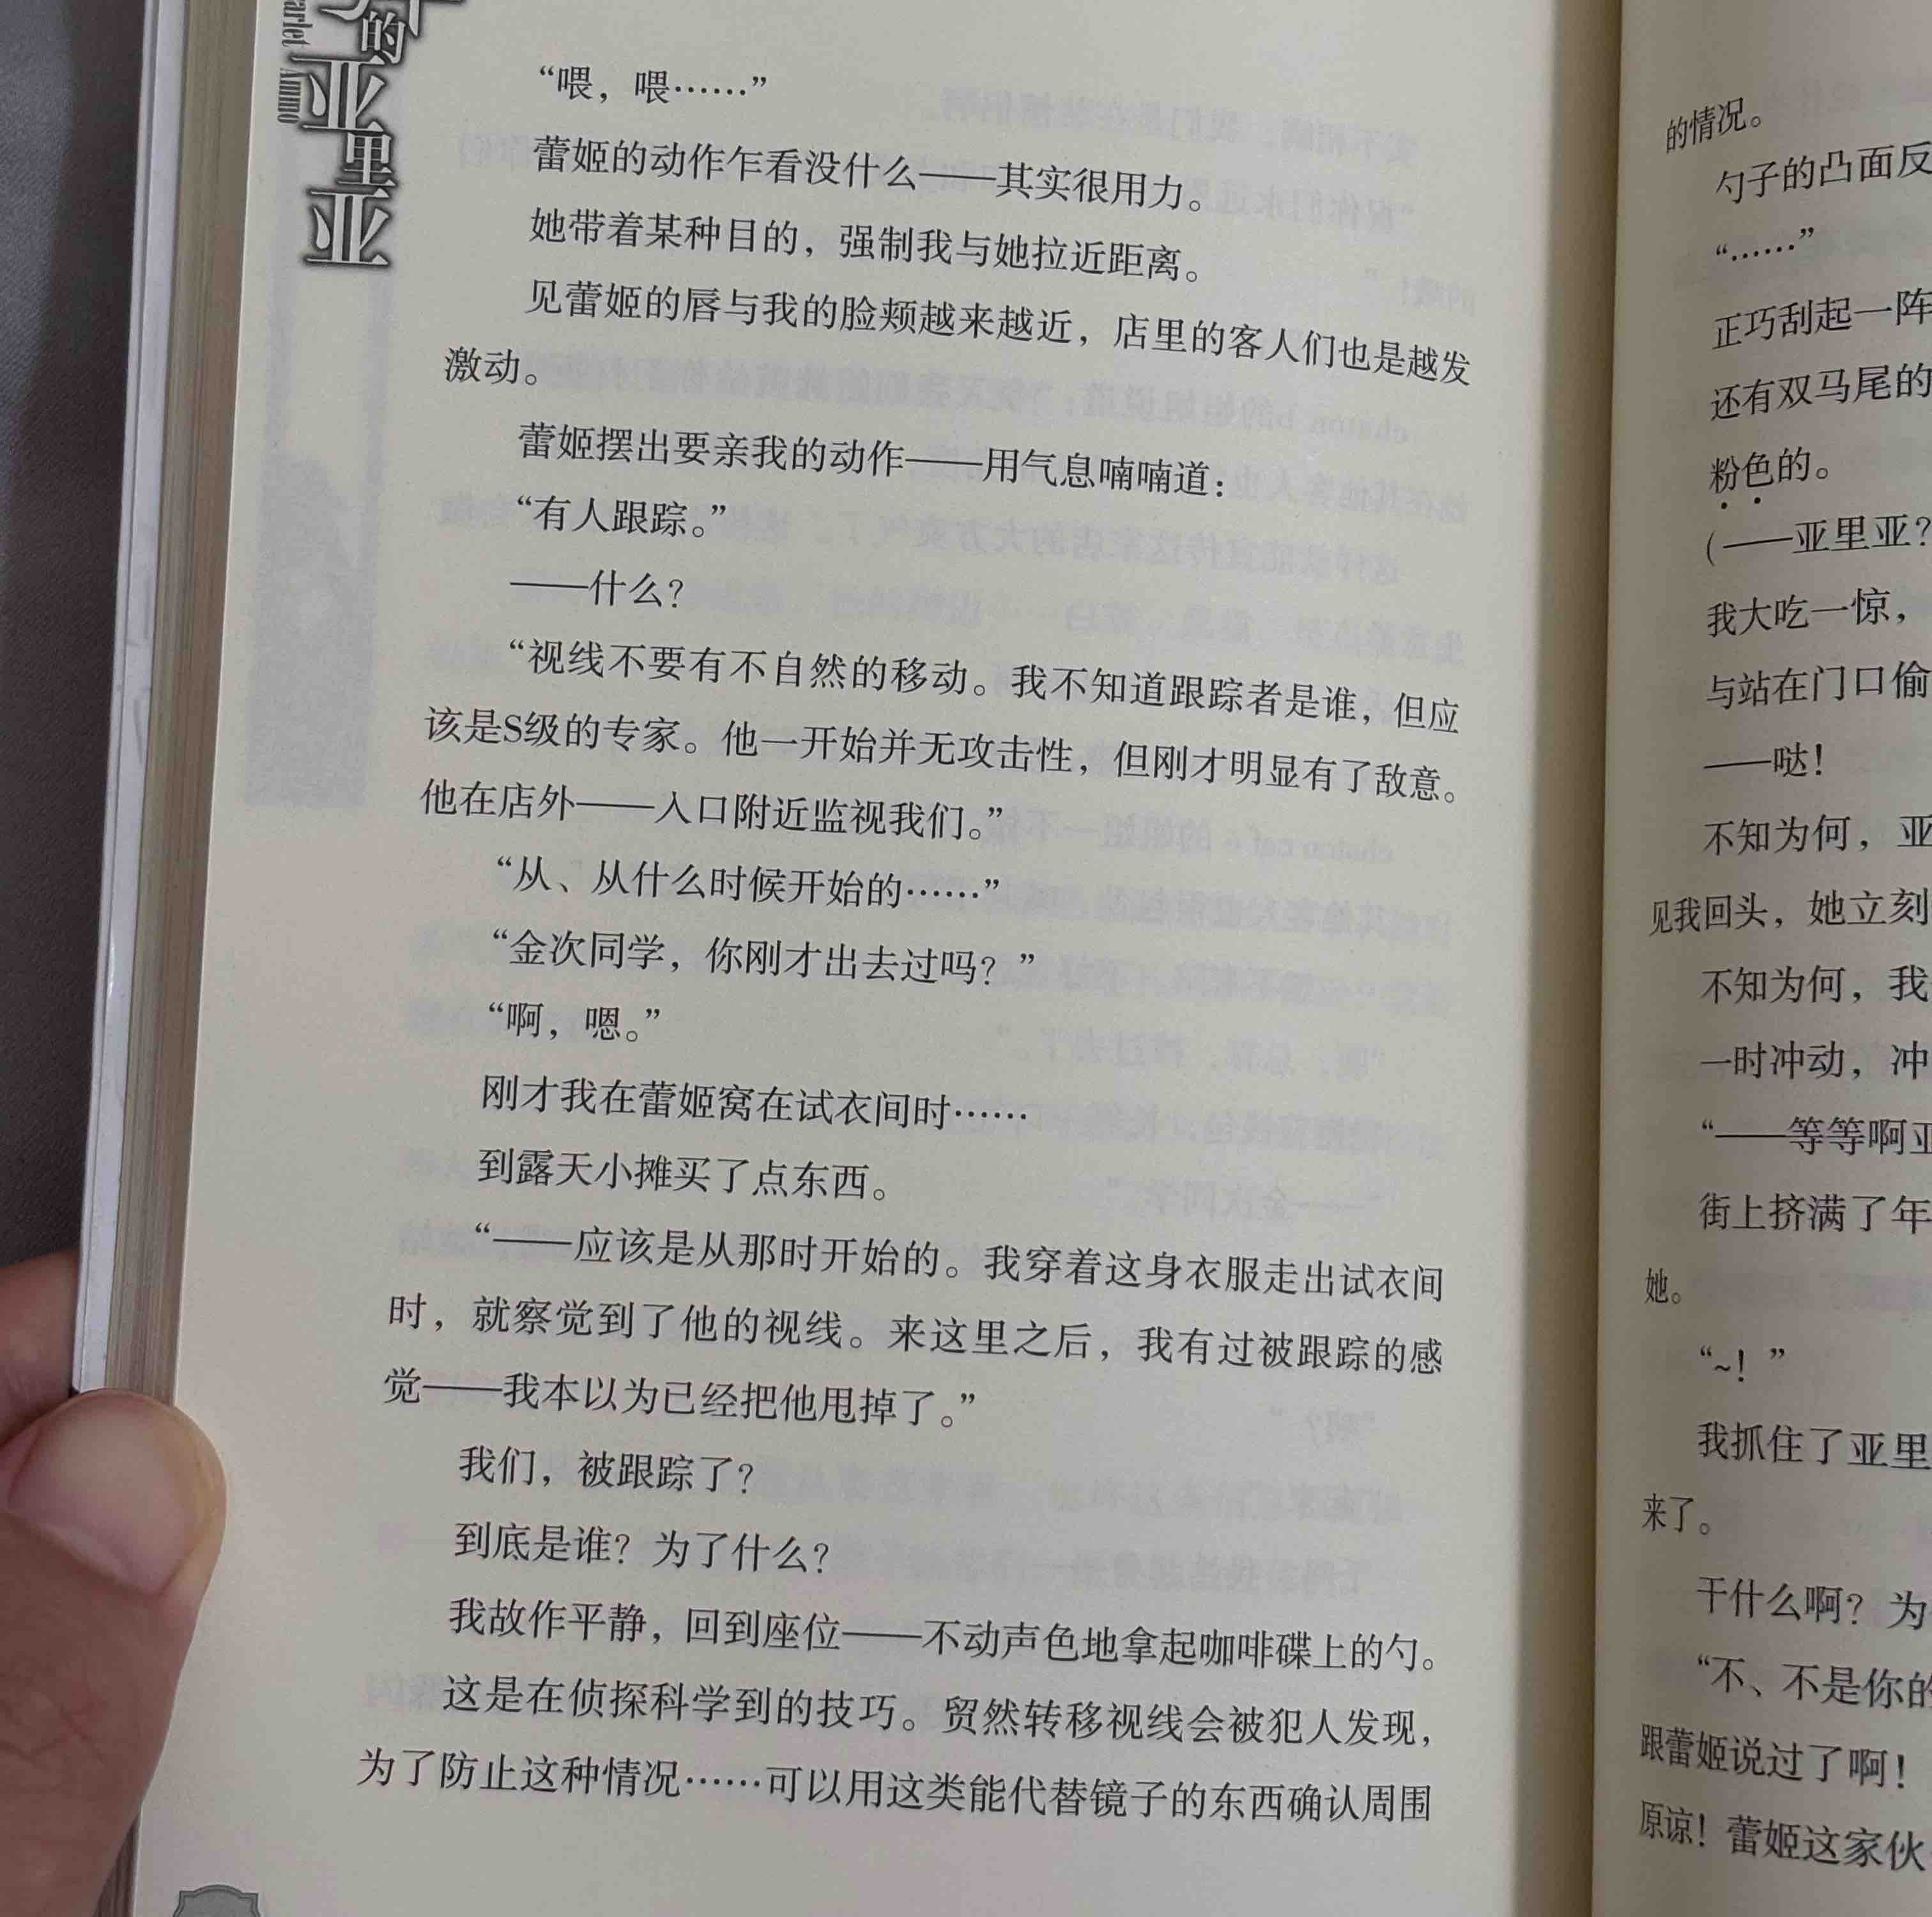 的
亚
里
亚
Ammo
“喂，喂……”
蕾姬的动作乍看没什么——其实很用力。
她带着某种目的，强制我与她拉近距离。
见蕾姬的唇与我的脸颊越来越近，店里的客人们也是越发
激动。
蕾姬摆出要亲我的动作——用气息喃喃道：
“有人跟踪。”
——什么？
“视线不要有不自然的移动。我不知道跟踪者是谁，但应
该是S级的专家。他一开始并无攻击性，但刚才明显有了敌意。
他在店外——入口附近监视我们。”
“从、从什么时候开始的……”
“金次同学，你刚才出去过吗？”
“啊，嗯。”
刚才我在蕾姬窝在试衣间时……
到露天小摊买了点东西。
“——应该是从那时开始的。我穿着这身衣服走出试衣间
时，就察觉到了他的视线。来这里之后，我有过被跟踪的感
觉——我本以为已经把他甩掉了。”
我们，被跟踪了？
到底是谁？为了什么？
我故作平静，回到座位——不动声色地拿起咖啡碟上的勺。
这是在侦探科学到的技巧。贸然转移视线会被犯人发现，
为了防止这种情况……可以用这类能代替镜子的东西确认周围
的情况。
勺子的凸面反
“……”
正巧刮起一阵
还有双马尾的
粉色的。
（——亚里亚？
我大吃一惊，
与站在门口偷
——哒！
不知为何，亚
见我回头，她立刻
不知为何，我
一时冲动，冲
“——等等啊亚
街上挤满了年
她。
“~！”
我抓住了亚里
来了。
干什么啊？为
“不、不是你的
跟蕾姬说过了啊！
原谅！蕾姬这家伙